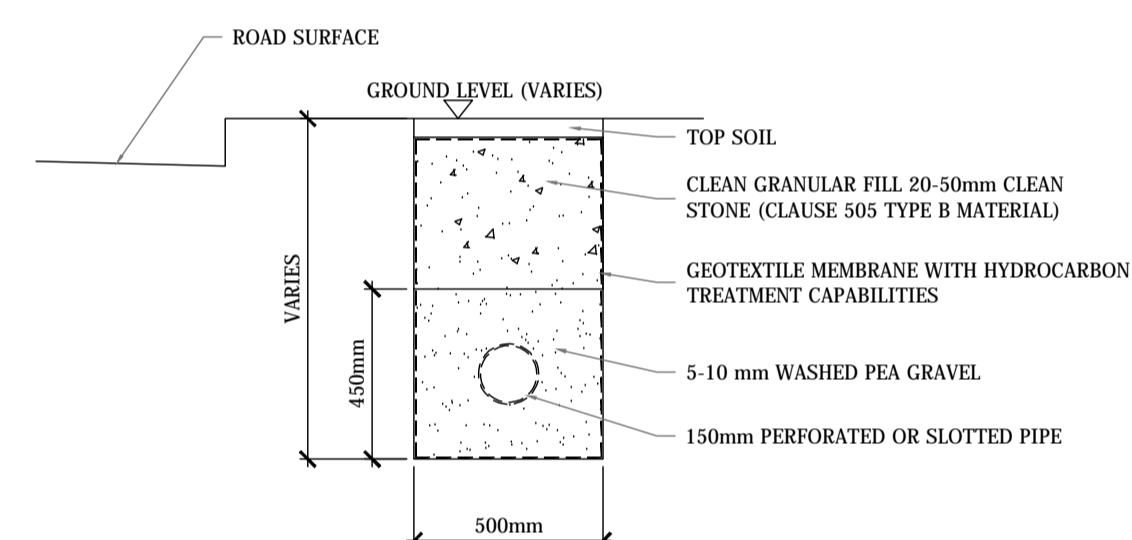 ROAD SURFACE
GROUND LEVEL (VARIES)
TOP SOIL
CLEAN GRANULAR FILL 20-50mm CLEAN
STONE (CLAUSE 505 TYPE B MATERIAL)
GEOTEXTILE MEMBRANE WITH HYDROCARBON
TREATMENT CAPABILITIES
VARIES
450mm
5-10 mm WASHED PEA GRAVEL
150mm PERFORATED OR SLOTTED PIPE
500mm